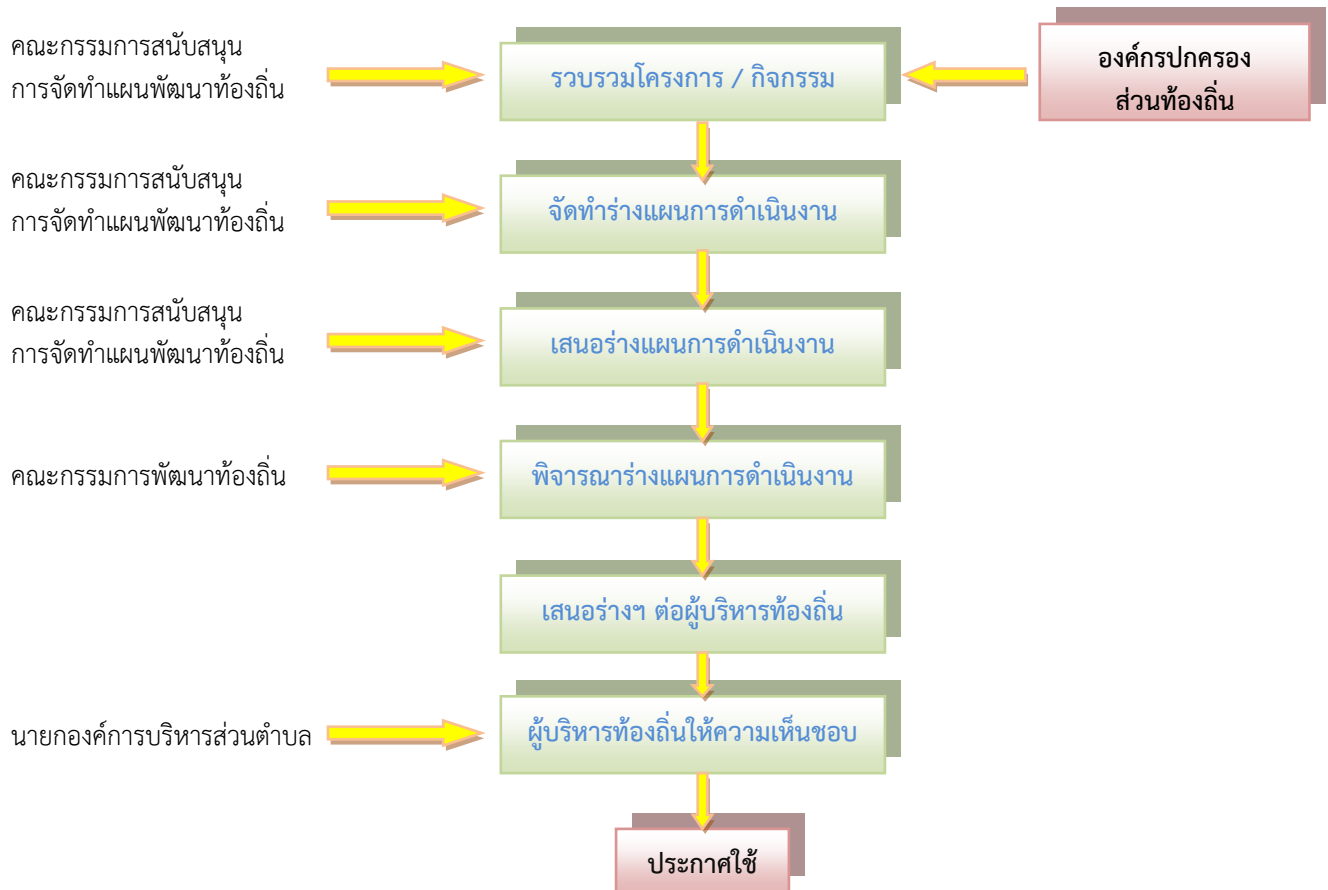 คณะกรรมการสนับสนุน
การจัดทำแผนพัฒนาท้องถิ่น
รวบรวมโครงการ / กิจกรรม
องค์กรปกครอง
ส่วนท้องถิ่น
คณะกรรมการสนับสนุน
การจัดทำแผนพัฒนาท้องถิ่น
จัดทำร่างแผนการดำเนินงาน
คณะกรรมการสนับสนุน
การจัดทำแผนพัฒนาท้องถิ่น
เสนอร่างแผนการดำเนินงาน
คณะกรรมการพัฒนาท้องถิ่น
พิจารณาร่างแผนการดำเนินงาน
เสนอร่างฯ ต่อผู้บริหารท้องถิ่น
นายกองค์การบริหารส่วนตำบล
ผู้บริหารท้องถิ่นให้ความเห็นชอบ
ประกาศใช้